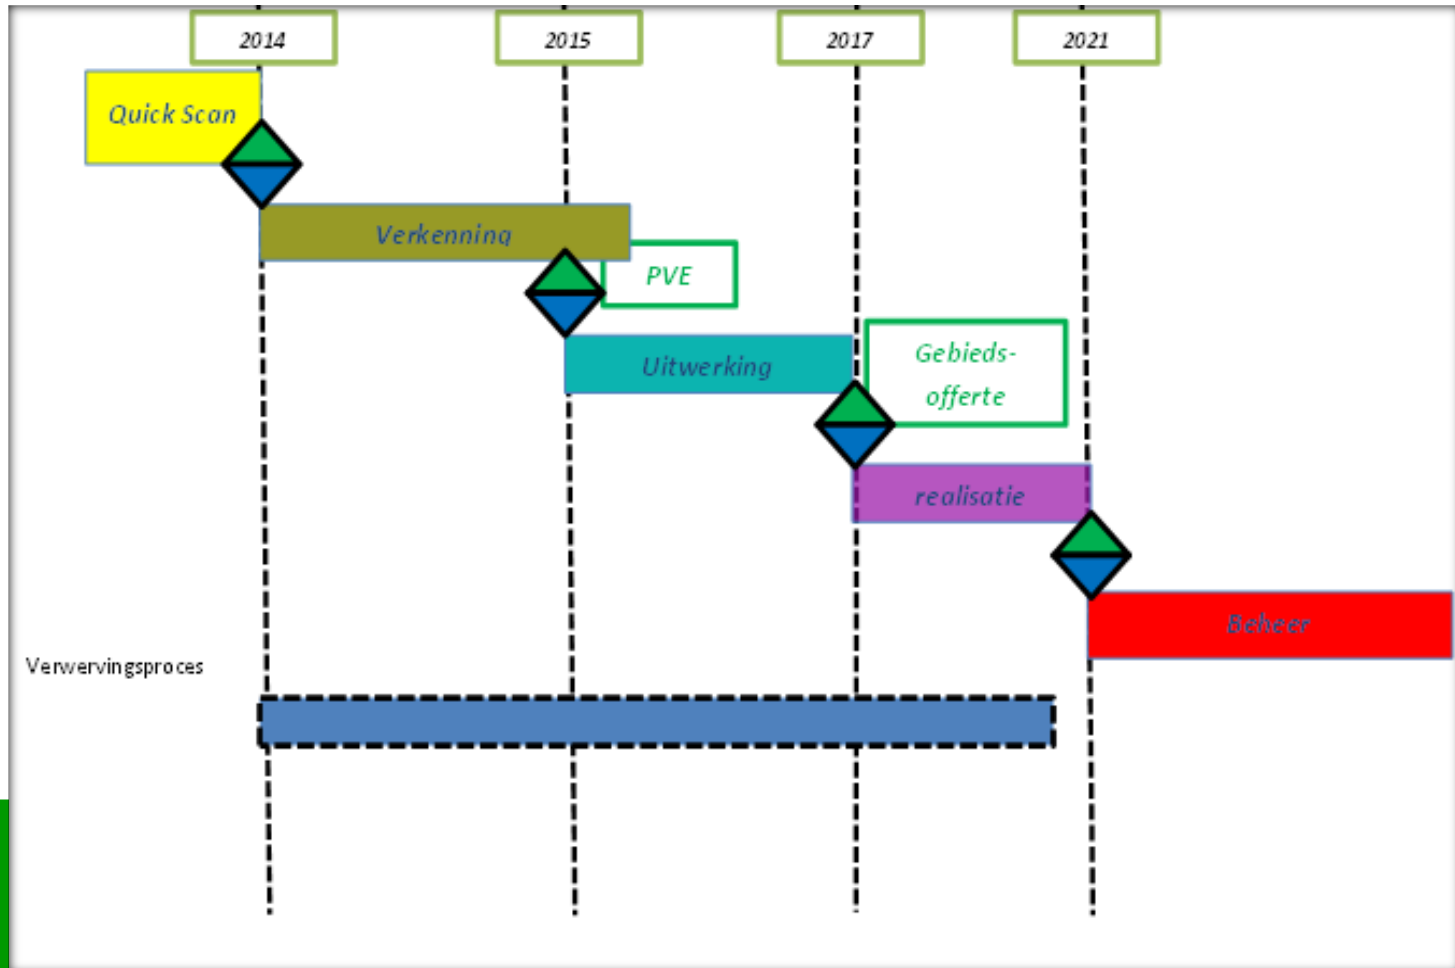 2014
2015
2017
2021
Quick Scan
Verkenning
PVE
Uitwerking
Gebieds-
offerte
realisatie
Beheer
Verwervingsproces